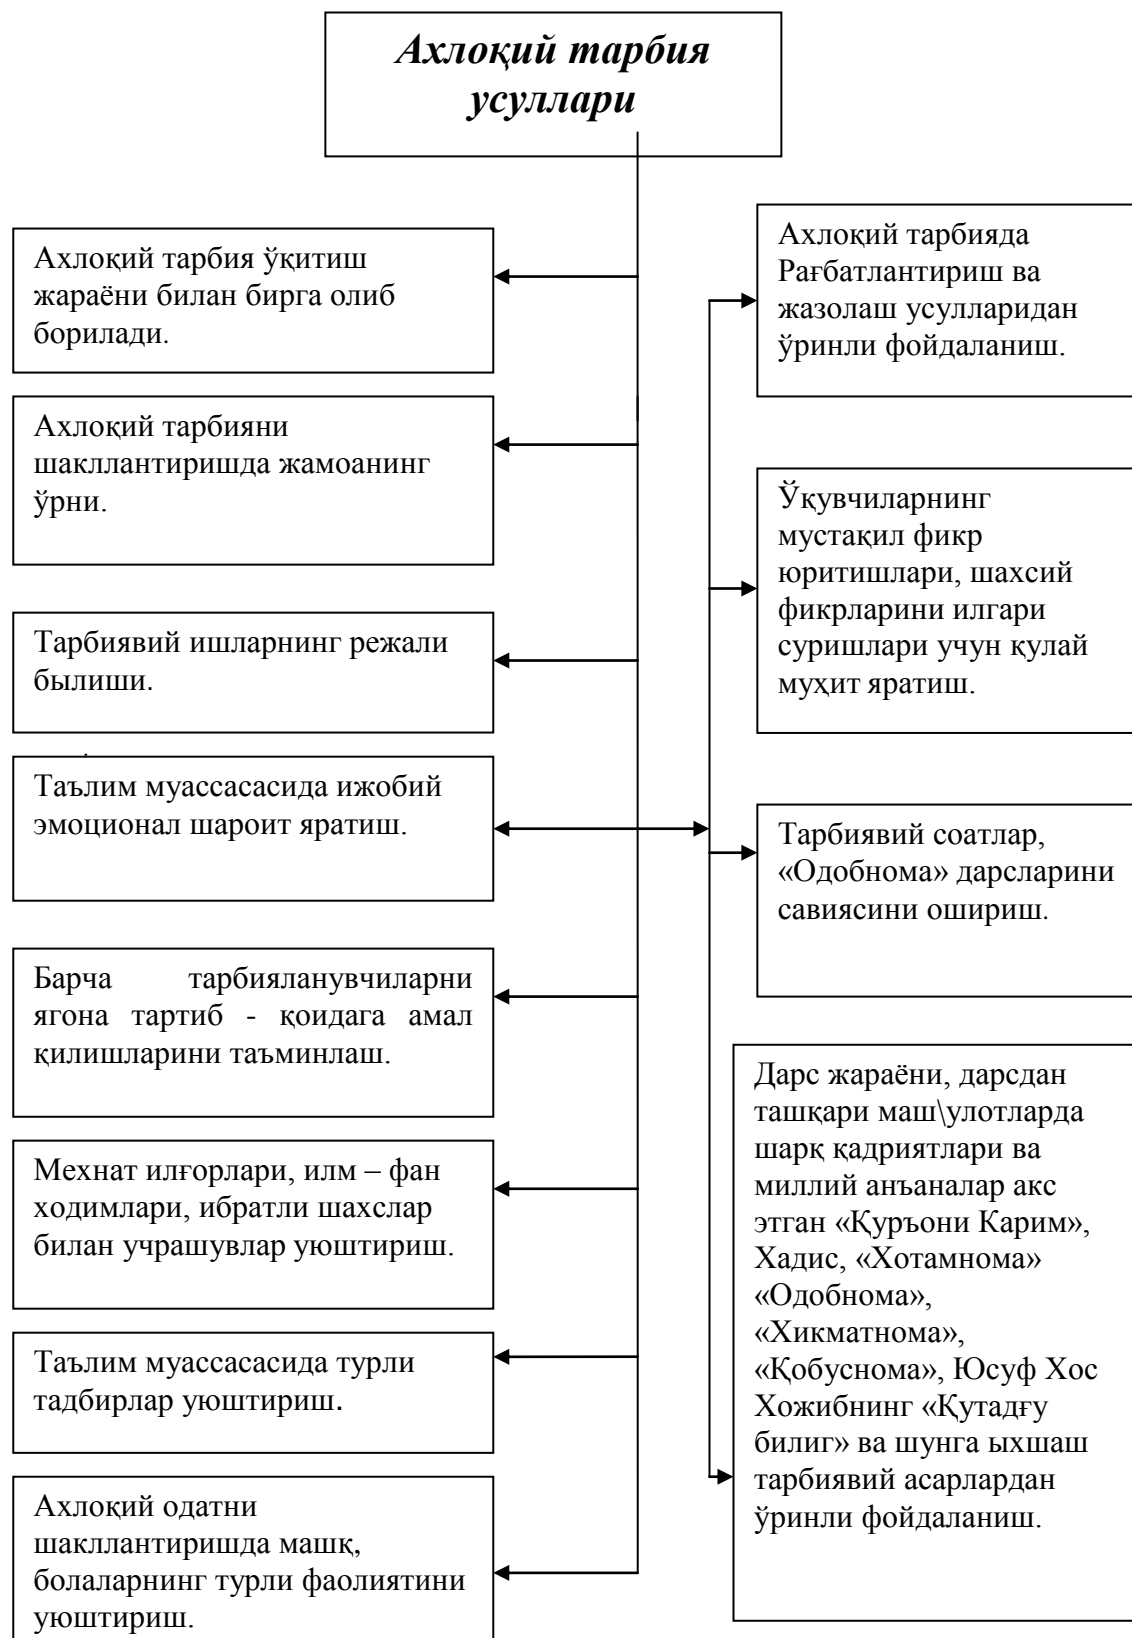 Ахлоқий тарбия
усуллари
Ахлоқий тарбия ўқитиш
жараёни билан бирга олиб
борилади.
Ахлоқий тарбияни
шакллантиришда жамоанинг
ўрни.
Тарбиявий ишларнинг режали
былиши.
Таълим муассасасида ижобий
эмоционал шароит яратиш.
Барча тарбияланувчиларни
ягона тартиб - қоидага амал
қилишларини таъминлаш.
Мехнат илғорлари, илм – фан
ходимлари, ибратли шахслар
билан учрашувлар уюштириш.
Таълим муассасасида турли
тадбирлар уюштириш.
Ахлоқий одатни
шакллантиришда машқ,
болаларнинг турли фаолиятини
уюштириш.
Ахлоқий тарбияда
Рағбатлантириш ва
жазолаш усулларидан
ўринли фойдаланиш.
Ўқувчиларнинг
мустақил фикр
юритишлари, шахсий
фикрларини илгари
суришлари учун қулай
муҳит яратиш.
Тарбиявий соатлар,
«Одобнома» дарсларини
савиясини ошириш.
Дарс жараёни, дарсдан
ташқари маш\улотларда
шарқ қадриятлари ва
миллий анъаналар акс
этган «Қуръони Карим»,
Хадис, «Хотамнома»
«Одобнома»,
«Хикматнома»,
«Қобуснома», Юсуф Хос
Хожибнинг «Қутадғу
билиг» ва шунга ыхшаш
тарбиявий асарлардан
ўринли фойдаланиш.